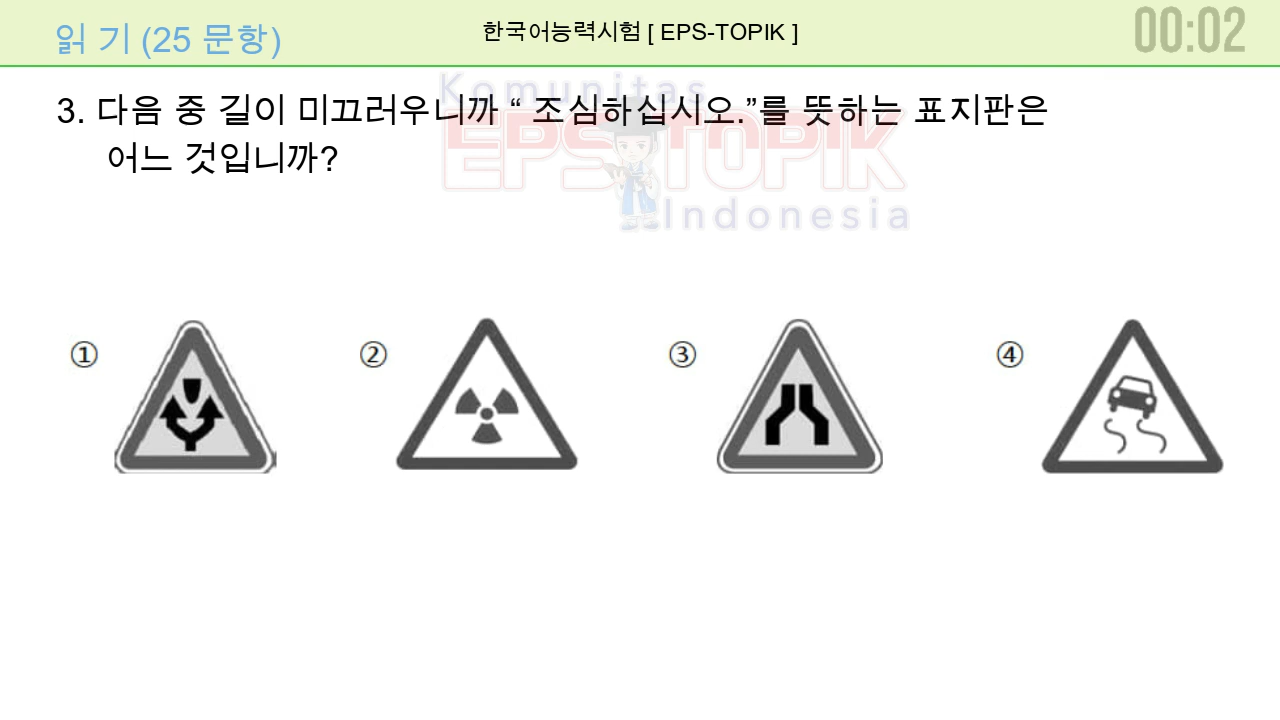 읽 기 (25 문항)
한국어능력시험 [ EPS-TOPIK ]
00:02
Komunitas
EPS TOPIK
Indonesia
3. 다음 중 길이 미끄러우니까 “ 조심하십시오.”를 뜻하는 표지판은
어느 것입니까?
①
②
③
④